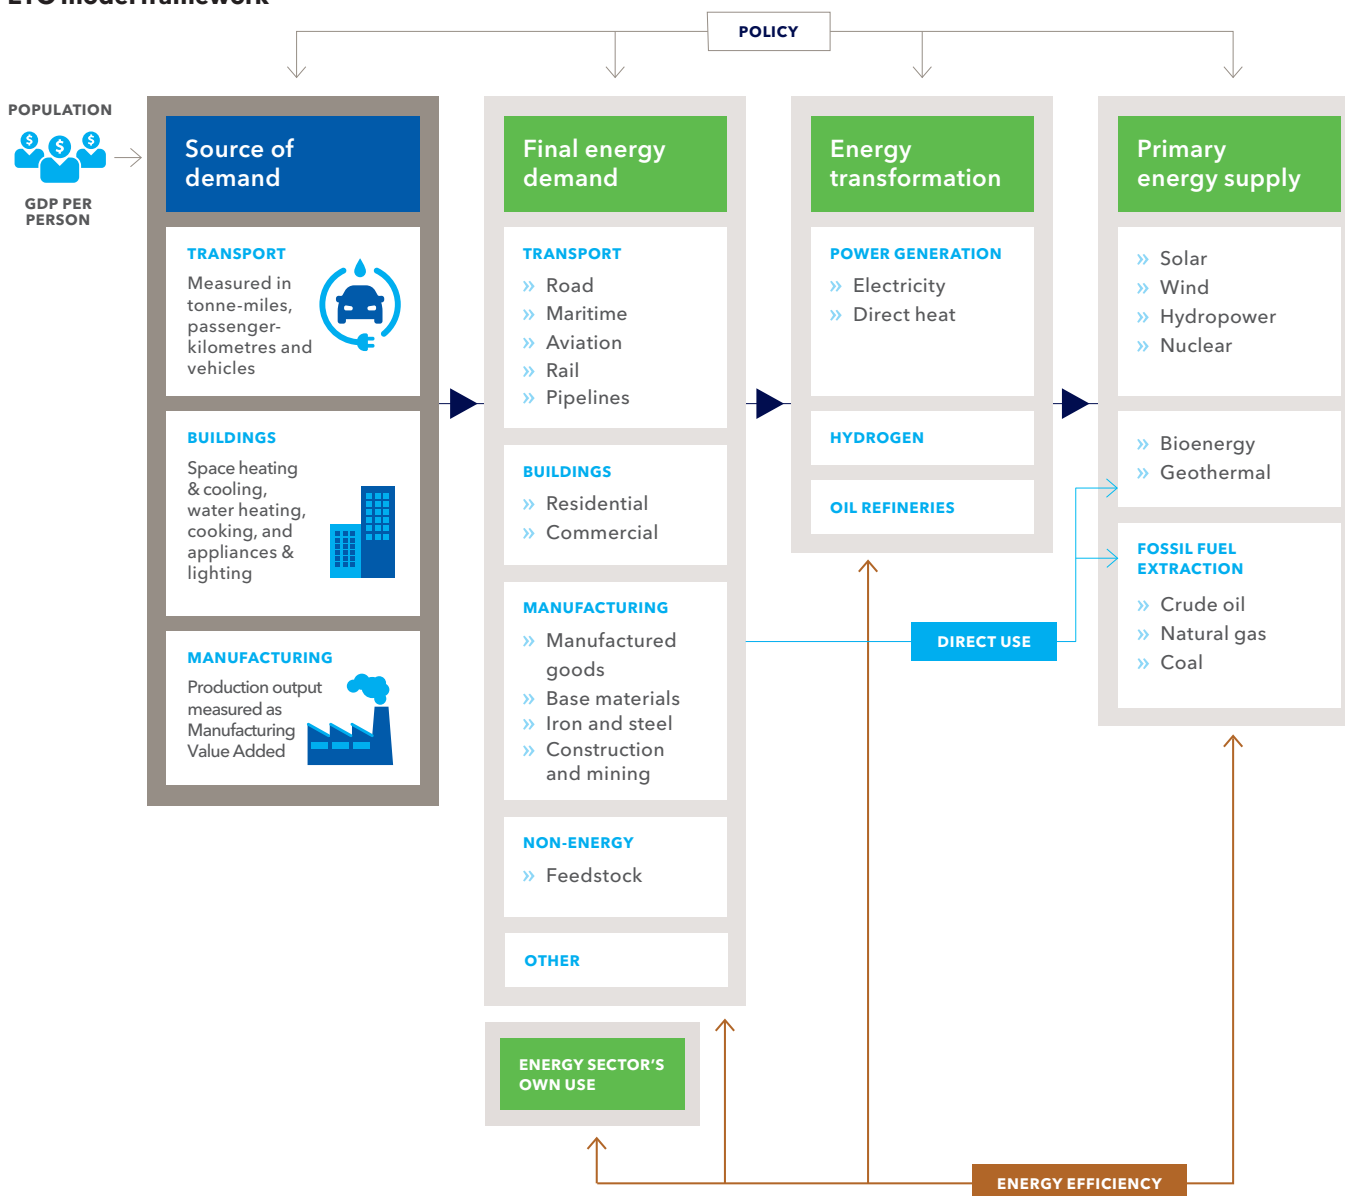 ETO model framework
POLICY
POPULATION
$ $ $
GDP PER
PERSON
Source of
demand
TRANSPORT
Measured in
tonne-miles,
passenger-
kilometres and
vehicles
BUILDINGS
Space heating
& cooling,
water heating,
cooking, and
appliances &
lighting
MANUFACTURING
Production output
measured as
Manufacturing
Value Added
Final energy
demand
TRANSPORT
» Road
» Maritime
» Aviation
» Rail
» Pipelines
BUILDINGS
» Residential
» Commercial
MANUFACTURING
» Manufactured
goods
» Base materials
» Iron and steel
» Construction
and mining
NON-ENERGY
» Feedstock
OTHER
ENERGY SECTOR'S
OWN USE
Energy
transformation
POWER GENERATION
» Electricity
» Direct heat
HYDROGEN
OIL REFINERIES
DIRECT USE
Primary
energy supply
» Solar
» Wind
» Hydropower
» Nuclear
» Bioenergy
» Geothermal
FOSSIL FUEL
EXTRACTION
» Crude oil
» Natural gas
» Coal
ENERGY EFFICIENCY